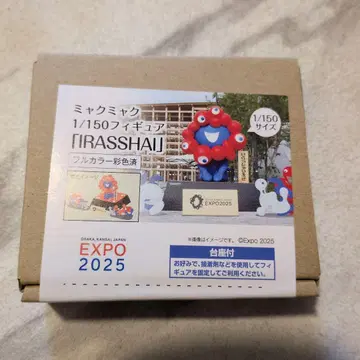 ミャクミャク
1/150フィギュア
「IRASSHAI」
フルカラー彩色済
1/150
サイズ
EXPO2025
※画像はイメージです。 ©Expo 2025
OSAKA, KANSAI, JAPAN
EXPO
2025
台座付
お好みで、接着剤などを使用してフィ
ギュアを固定してご利用ください。